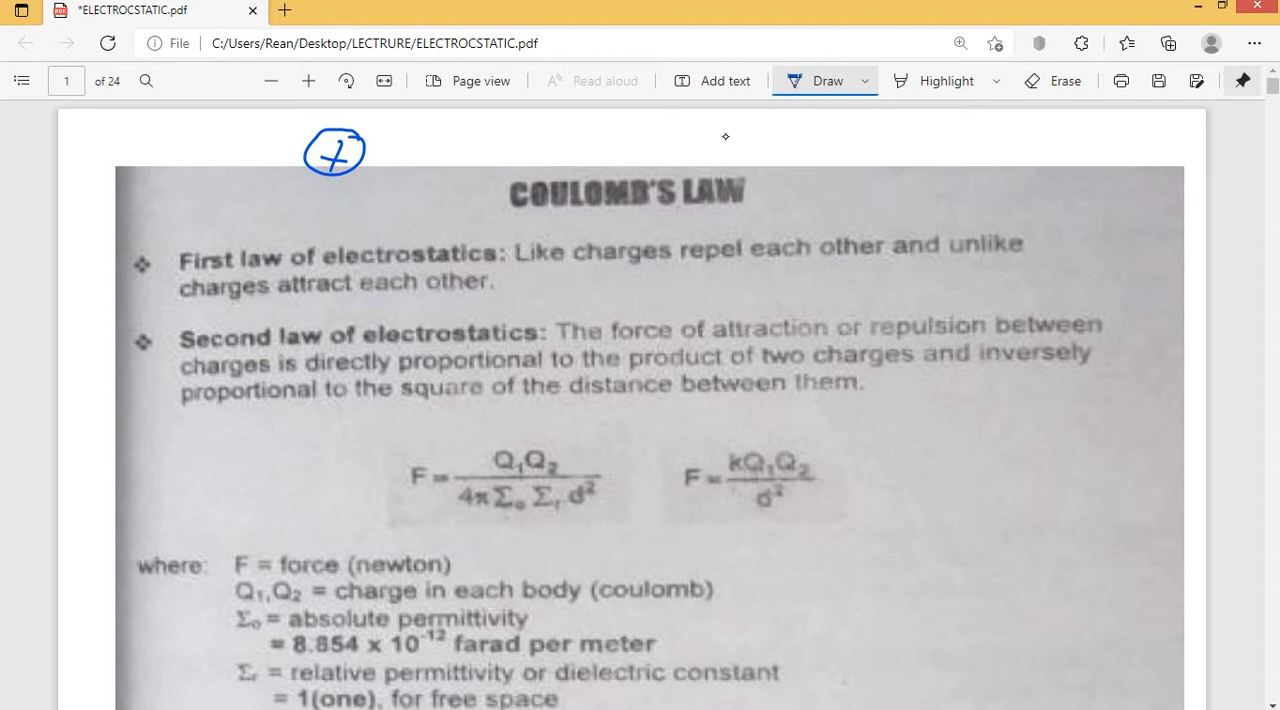 *ELECTROCSTATIC.pdf
File | C:/Users/Rean/Desktop/LECTRURE/ELECTROCSTATIC.pdf
1 of 24 Page view Read aloud Add text Draw Highlight Erase
+
COULOMB'S LAW
❖ First law of electrostatics: Like charges repel each other and unlike
charges attract each other.
❖ Second law of electrostatics: The force of attraction or repulsion between
charges is directly proportional to the product of two charges and inversely
proportional to the square of the distance between them.
F = Q₁Q₂ / 4π Σ₀ Σᵣ d² F = kQ₁Q₂ / d²
where: F = force (newton)
Q₁,Q₂ = charge in each body (coulomb)
Σ₀ = absolute permittivity
= 8.854 x 10⁻¹² farad per meter
Σᵣ = relative permittivity or dielectric constant
= 1(one), for free space